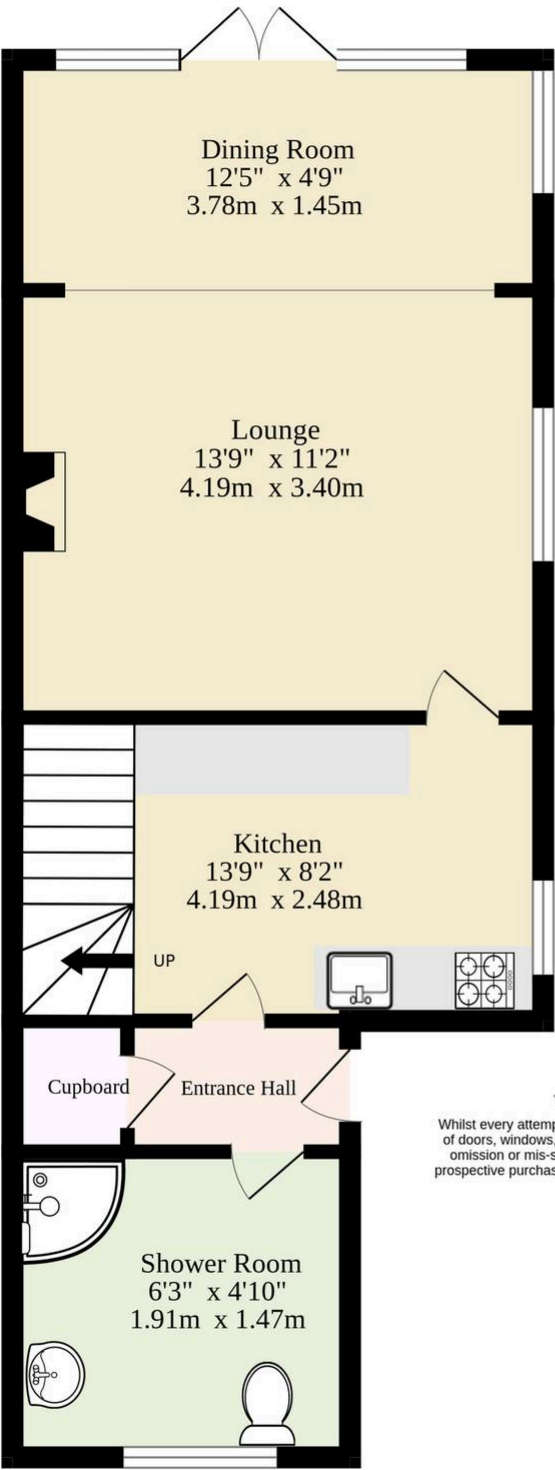 Dining Room
12'5" x 4'9"
3.78m x 1.45m
Lounge
13'9" x 11'2"
4.19m x 3.40m
Kitchen
13'9" x 8'2"
4.19m x 2.48m
UP
Cupboard
Entrance Hall
Whilst every attemp
of doors, windows,
omission or mis-s
prospective purchas
Shower Room
6'3" x 4'10"
1.91m x 1.47m